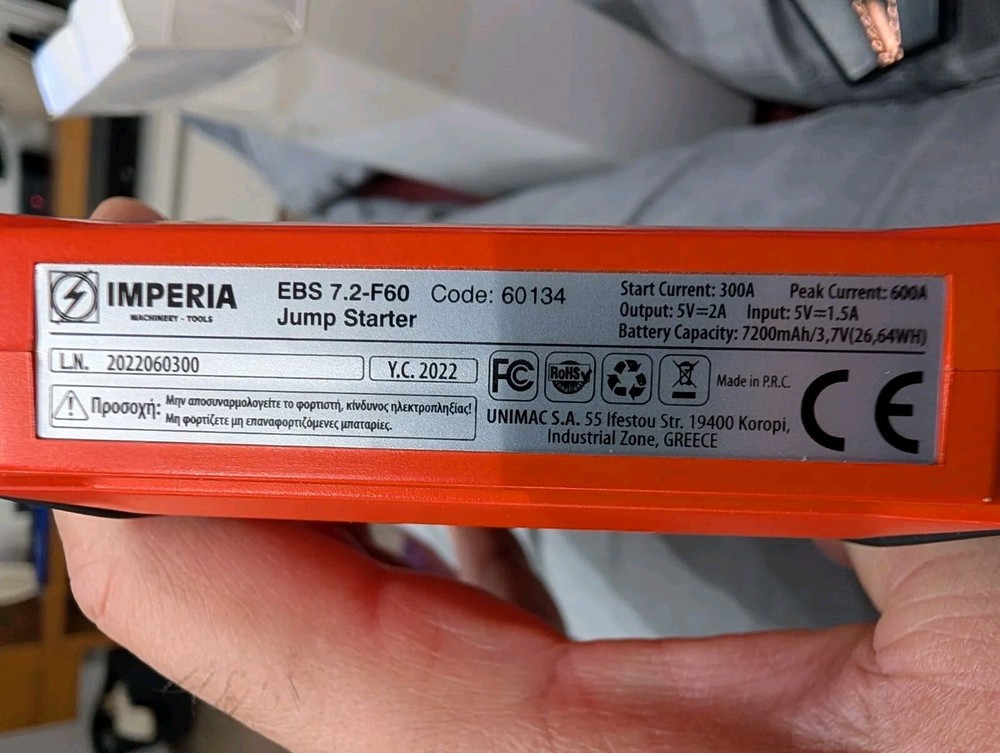 IMPERIA
MACHINERY - TOOLS
EBS 7.2-F60 Code: 60134
Jump Starter
Start Current: 300A Peak Current: 600A
Output: 5V=2A Input: 5V=1.5A
Battery Capacity: 7200mAh/3,7V(26,64WH)
L.N. 2022060300
Y.C. 2022
FC
RoHS
Made in P.R.C.
CE
Προσοχή: Μην αποσυναρμολογείτε το φορτιστή, κίνδυνος ηλεκτροπληξίας!
Μη φορτίζετε μη επαναφορτιζόμενες μπαταρίες.
UNIMAC S.A. 55 Ifestou Str. 19400 Koropi,
Industrial Zone, GREECE